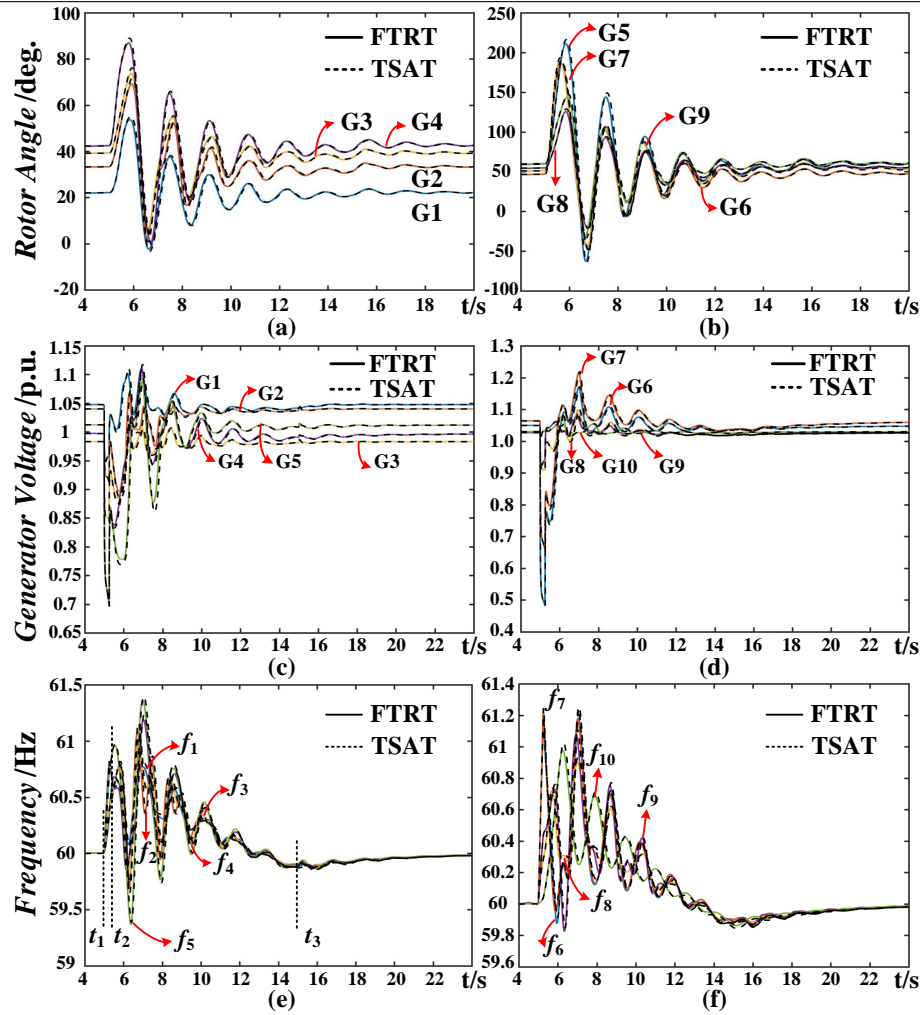 Rotor Angle /deg.
100
80
60
40
20
0
-20
4 6 8 10 12 14 16 18 t/s
FTRT
TSAT
G3
G4
G2
G1
(a)
250
200
150
100
50
0
-50
-100
4 6 8 10 12 14 16 18 t/s
G5
G7
FTRT
TSAT
G9
G8
G6
(b)
Generator Voltage /p.u.
1.15
1.1
1.05
1
0.95
0.9
0.85
0.8
0.75
0.7
0.65
4 6 8 10 12 14 16 18 20 22 t/s
FTRT
TSAT
G1
G2
G4
G5
G3
(c)
1.3
1.2
1.1
1.0
0.9
0.8
0.7
0.6
0.5
0.4
4 6 8 10 12 14 16 18 20 22 t/s
G7
FTRT
TSAT
G6
G8
G10
G9
(d)
Frequency /Hz
61.5
61
60.5
60
59.5
59
4 6 8 10 12 14 16 18 20 22 t/s
FTRT
TSAT
f1
f3
f2
f4
t1
t2
f5
t3
(e)
61.4
61.2
61
60.8
60.6
60.4
60.2
60
59.8
59.6
4 6 8 10 12 14 16 18 20 22 t/s
f7
FTRT
TSAT
f10
f9
f8
f6
(f)